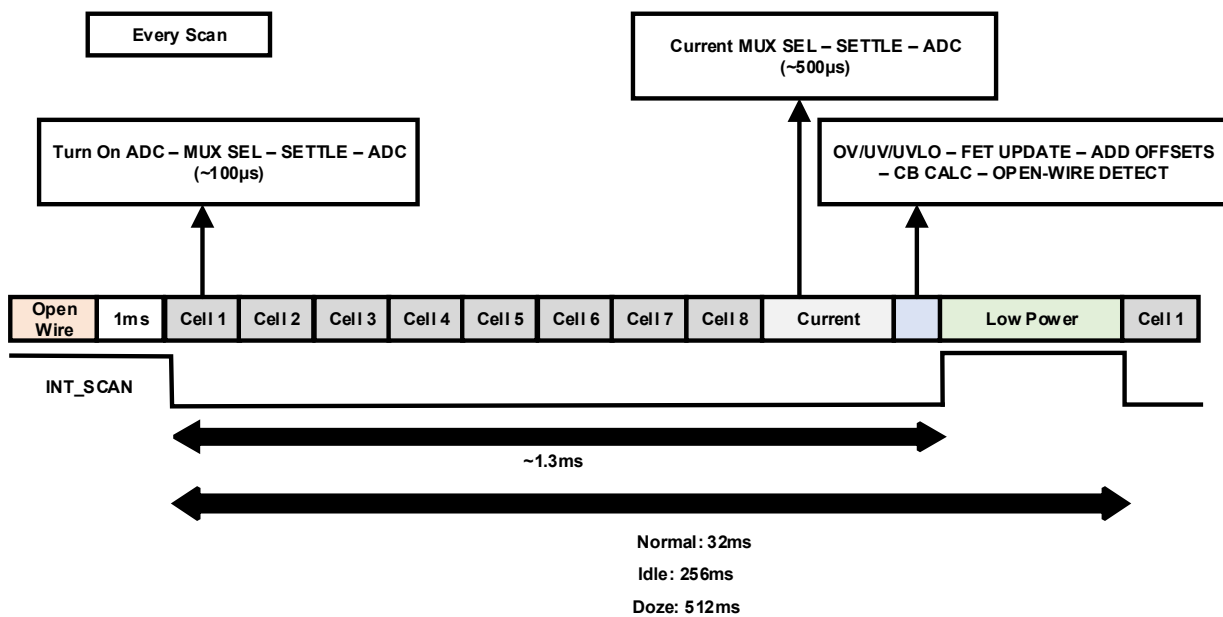 Every Scan
Current MUX SEL – SETTLE – ADC
(~500µs)
Turn On ADC – MUX SEL – SETTLE – ADC
(~100µs)
OV/UV/UVLO – FET UPDATE – ADD OFFSETS
– CB CALC – OPEN-WIRE DETECT
Open
Wire
1ms
Cell 1
Cell 2
Cell 3
Cell 4
Cell 5
Cell 6
Cell 7
Cell 8
Current
Low Power
Cell 1
INT_SCAN
~1.3ms
Normal: 32ms
Idle: 256ms
Doze: 512ms